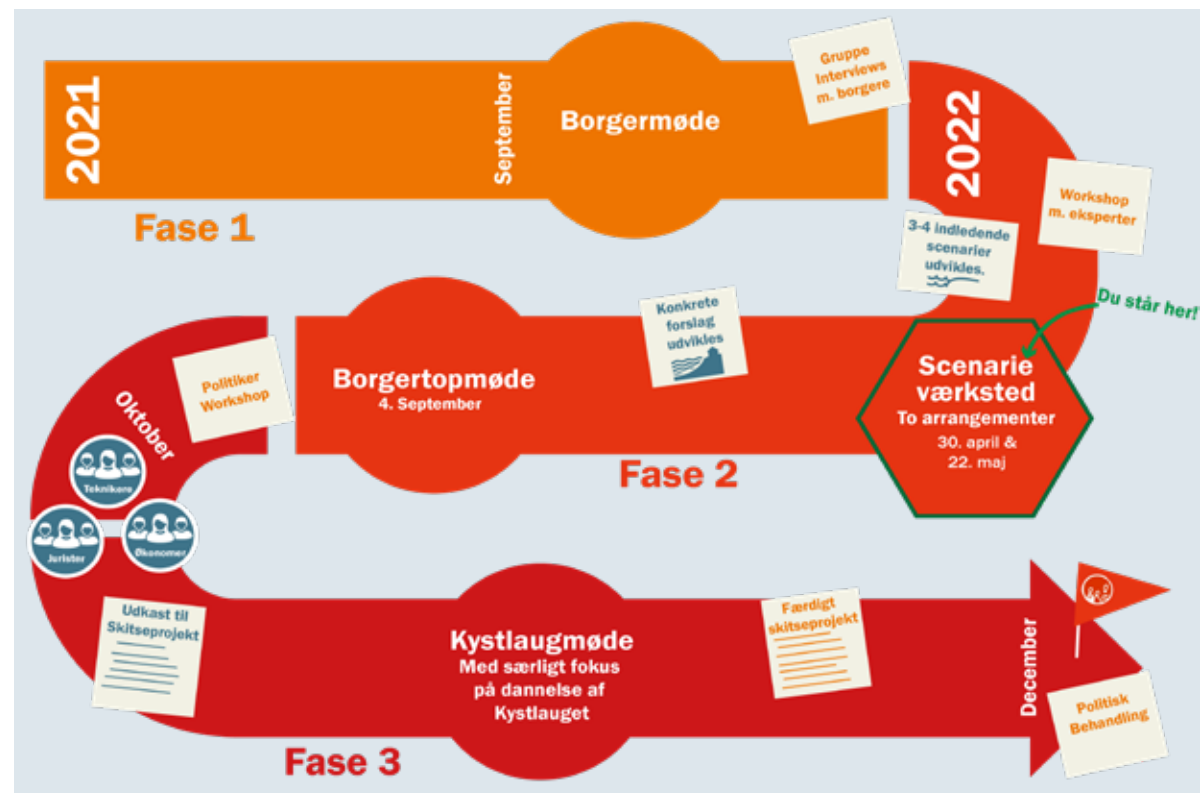 2021
September
Borgermøde
Gruppe
Interviews
m. borgere
Fase 1
2022
Workshop
m. eksperter
3-4 indledende
scenarier
udvikles.
Du står her!
Scenarie
værksted
To arrangementer
30. april &
22. maj
Konkrete
forslag
udvikles
Borgertopmøde
4. September
Fase 2
Politiker
Workshop
Oktober
Teknikere
Jurister
Økonomer
Udkast til
Skitseprojekt
Kystlaugmøde
Med særligt fokus
på dannelse af
Kystlauget
Færdigt
skitseprojekt
Fase 3
December
Politisk
Behandling